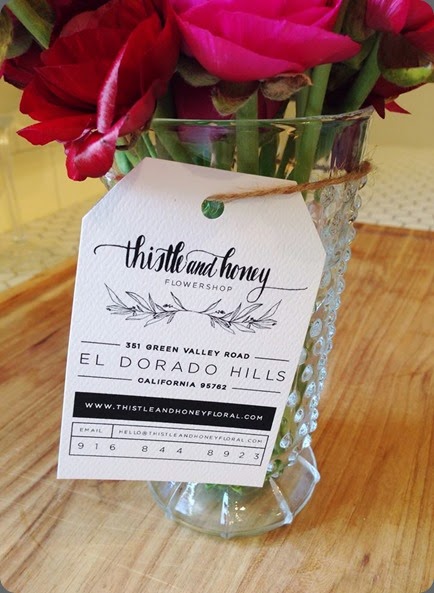 thistle and honey
FLOWERSHOP
351 GREEN VALLEY ROAD
EL DORADO HILLS
CALIFORNIA 95762
WWW.THISTLEANDHONEYFLORAL.COM
EMAIL HELLO@THISTLEANDHONEYFLORAL.COM
916 844 8923